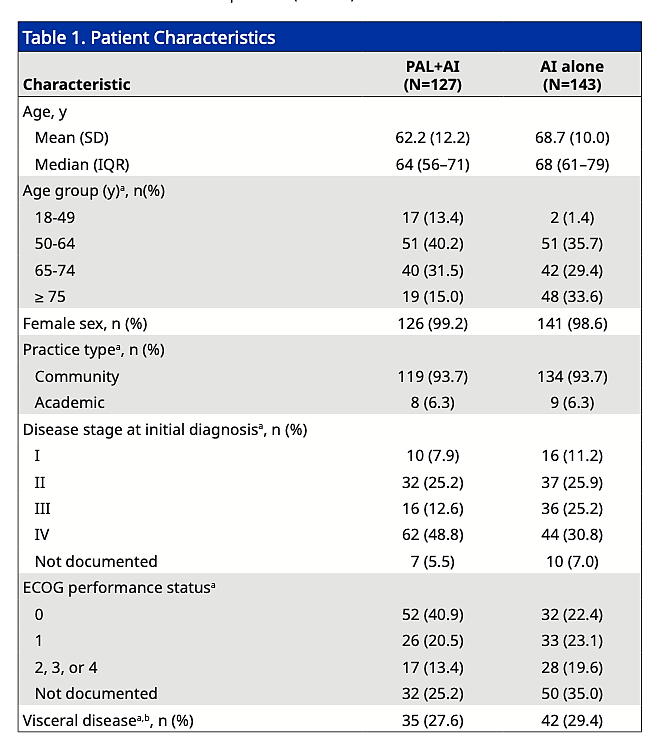 Table 1. Patient Characteristics
Characteristic PAL+AI (N=127) AI alone (N=143)
Age, y
Mean (SD) 62.2 (12.2) 68.7 (10.0)
Median (IQR) 64 (56–71) 68 (61–79)
Age group (y)ᵃ, n(%)
18-49 17 (13.4) 2 (1.4)
50-64 51 (40.2) 51 (35.7)
65-74 40 (31.5) 42 (29.4)
≥ 75 19 (15.0) 48 (33.6)
Female sex, n (%) 126 (99.2) 141 (98.6)
Practice typeᵃ, n (%)
Community 119 (93.7) 134 (93.7)
Academic 8 (6.3) 9 (6.3)
Disease stage at initial diagnosisᵃ, n (%)
I 10 (7.9) 16 (11.2)
II 32 (25.2) 37 (25.9)
III 16 (12.6) 36 (25.2)
IV 62 (48.8) 44 (30.8)
Not documented 7 (5.5) 10 (7.0)
ECOG performance statusᵃ
0 52 (40.9) 32 (22.4)
1 26 (20.5) 33 (23.1)
2, 3, or 4 17 (13.4) 28 (19.6)
Not documented 32 (25.2) 50 (35.0)
Visceral diseaseᵃ,ᵇ, n (%) 35 (27.6) 42 (29.4)